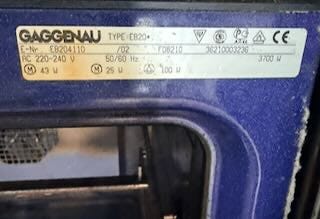 GAGGENAU TYPE: EB20
E-Nr EB204110 /02 FD8210 36210003236
AC 220-240 V 50/60 Hz 3700 W
M 43 W M 25 W 100 W